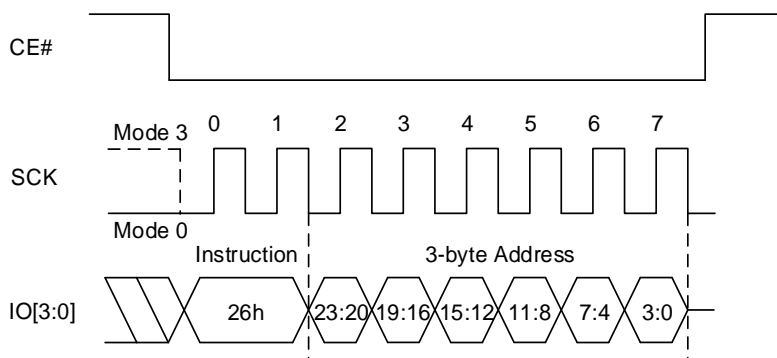 CE#
0 1 2 3 4 5 6 7
Mode 3
SCK
Mode 0
Instruction 3-byte Address
IO[3:0] 26h 23:20 19:16 15:12 11:8 7:4 3:0